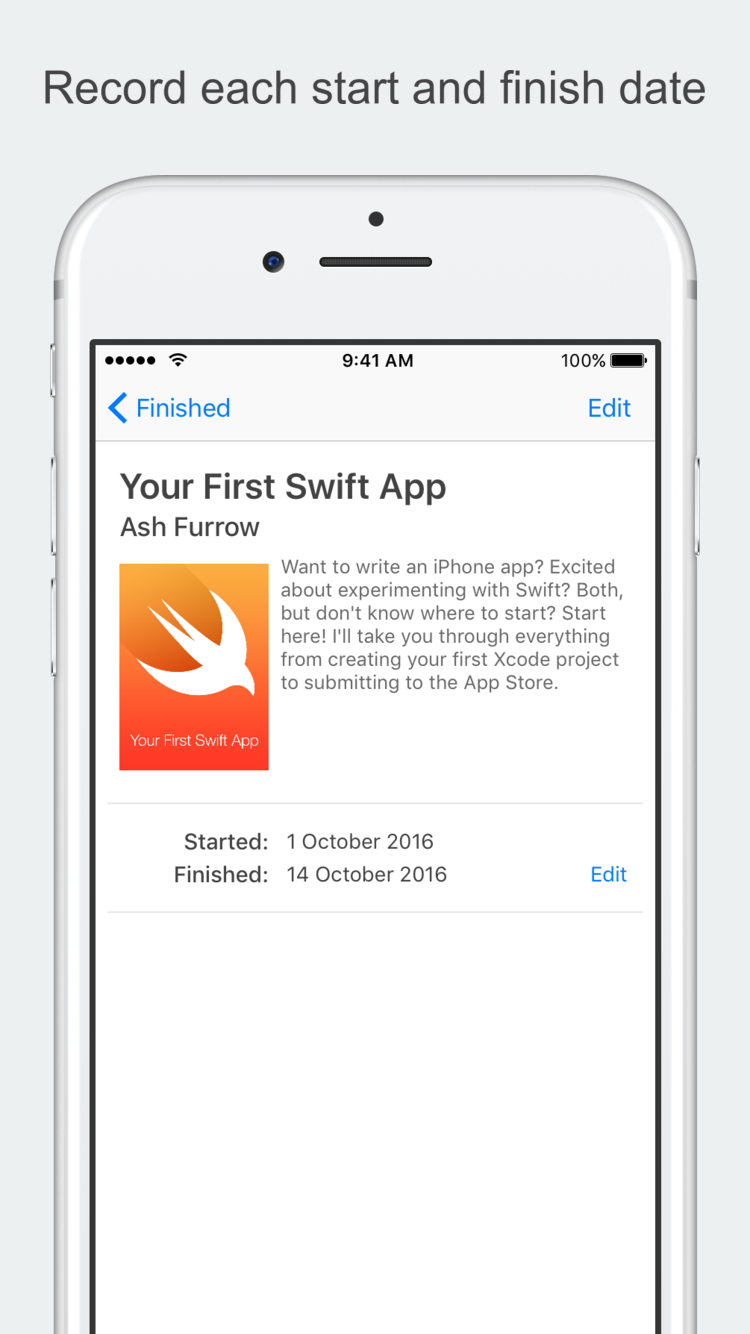 Record each start and finish date
9:41 AM
100%
Finished
Edit
Your First Swift App
Ash Furrow
Want to write an iPhone app? Excited
about experimenting with Swift? Both,
but don't know where to start? Start
here! I'll take you through everything
from creating your first Xcode project
to submitting to the App Store.
Your First Swift App
Started: 1 October 2016
Finished: 14 October 2016
Edit